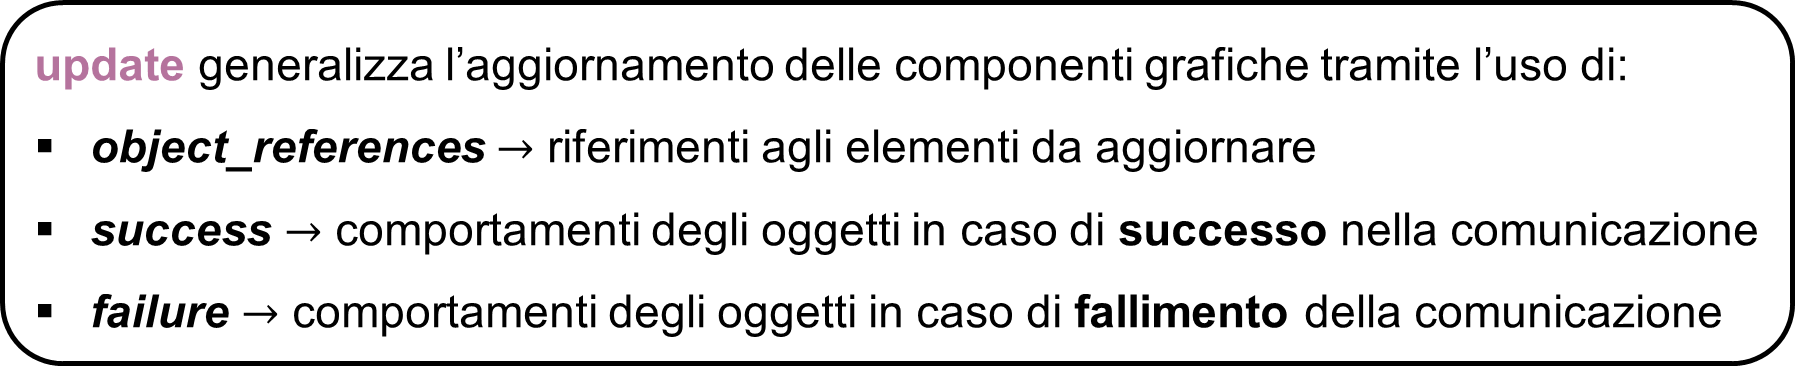 update generalizza l’aggiornamento delle componenti grafiche tramite l’uso di:
▪ object_references → riferimenti agli elementi da aggiornare
▪ success → comportamenti degli oggetti in caso di successo nella comunicazione
▪ failure → comportamenti degli oggetti in caso di fallimento della comunicazione